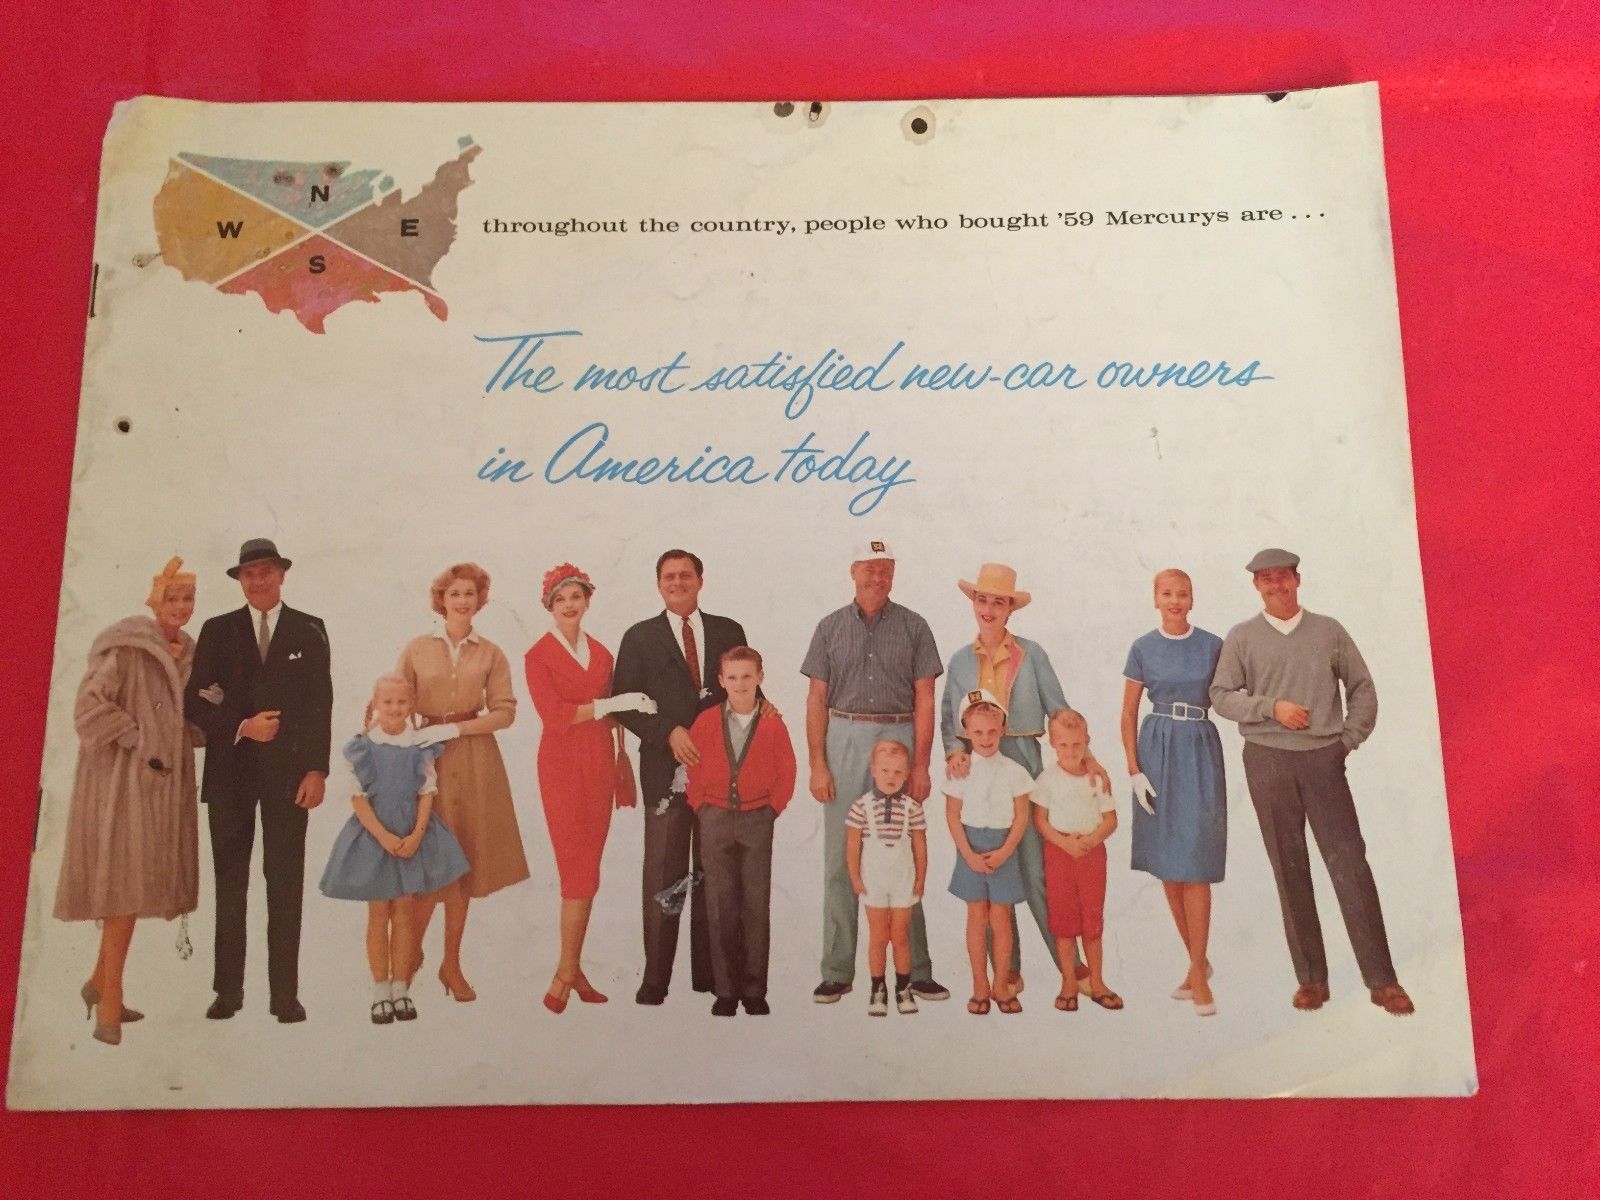 N
W
E
S
throughout the country, people who bought '59 Mercurys are...
The most satisfied new-car owners
in America today